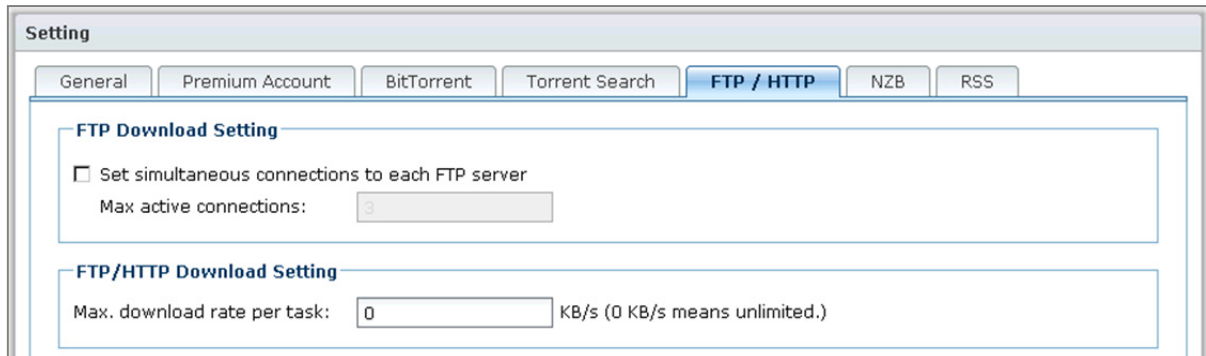 Setting
General Premium Account BitTorrent Torrent Search FTP / HTTP NZB RSS
FTP Download Setting
Set simultaneous connections to each FTP server
Max active connections: 3
FTP/HTTP Download Setting
Max. download rate per task: 0 KB/s (0 KB/s means unlimited.)